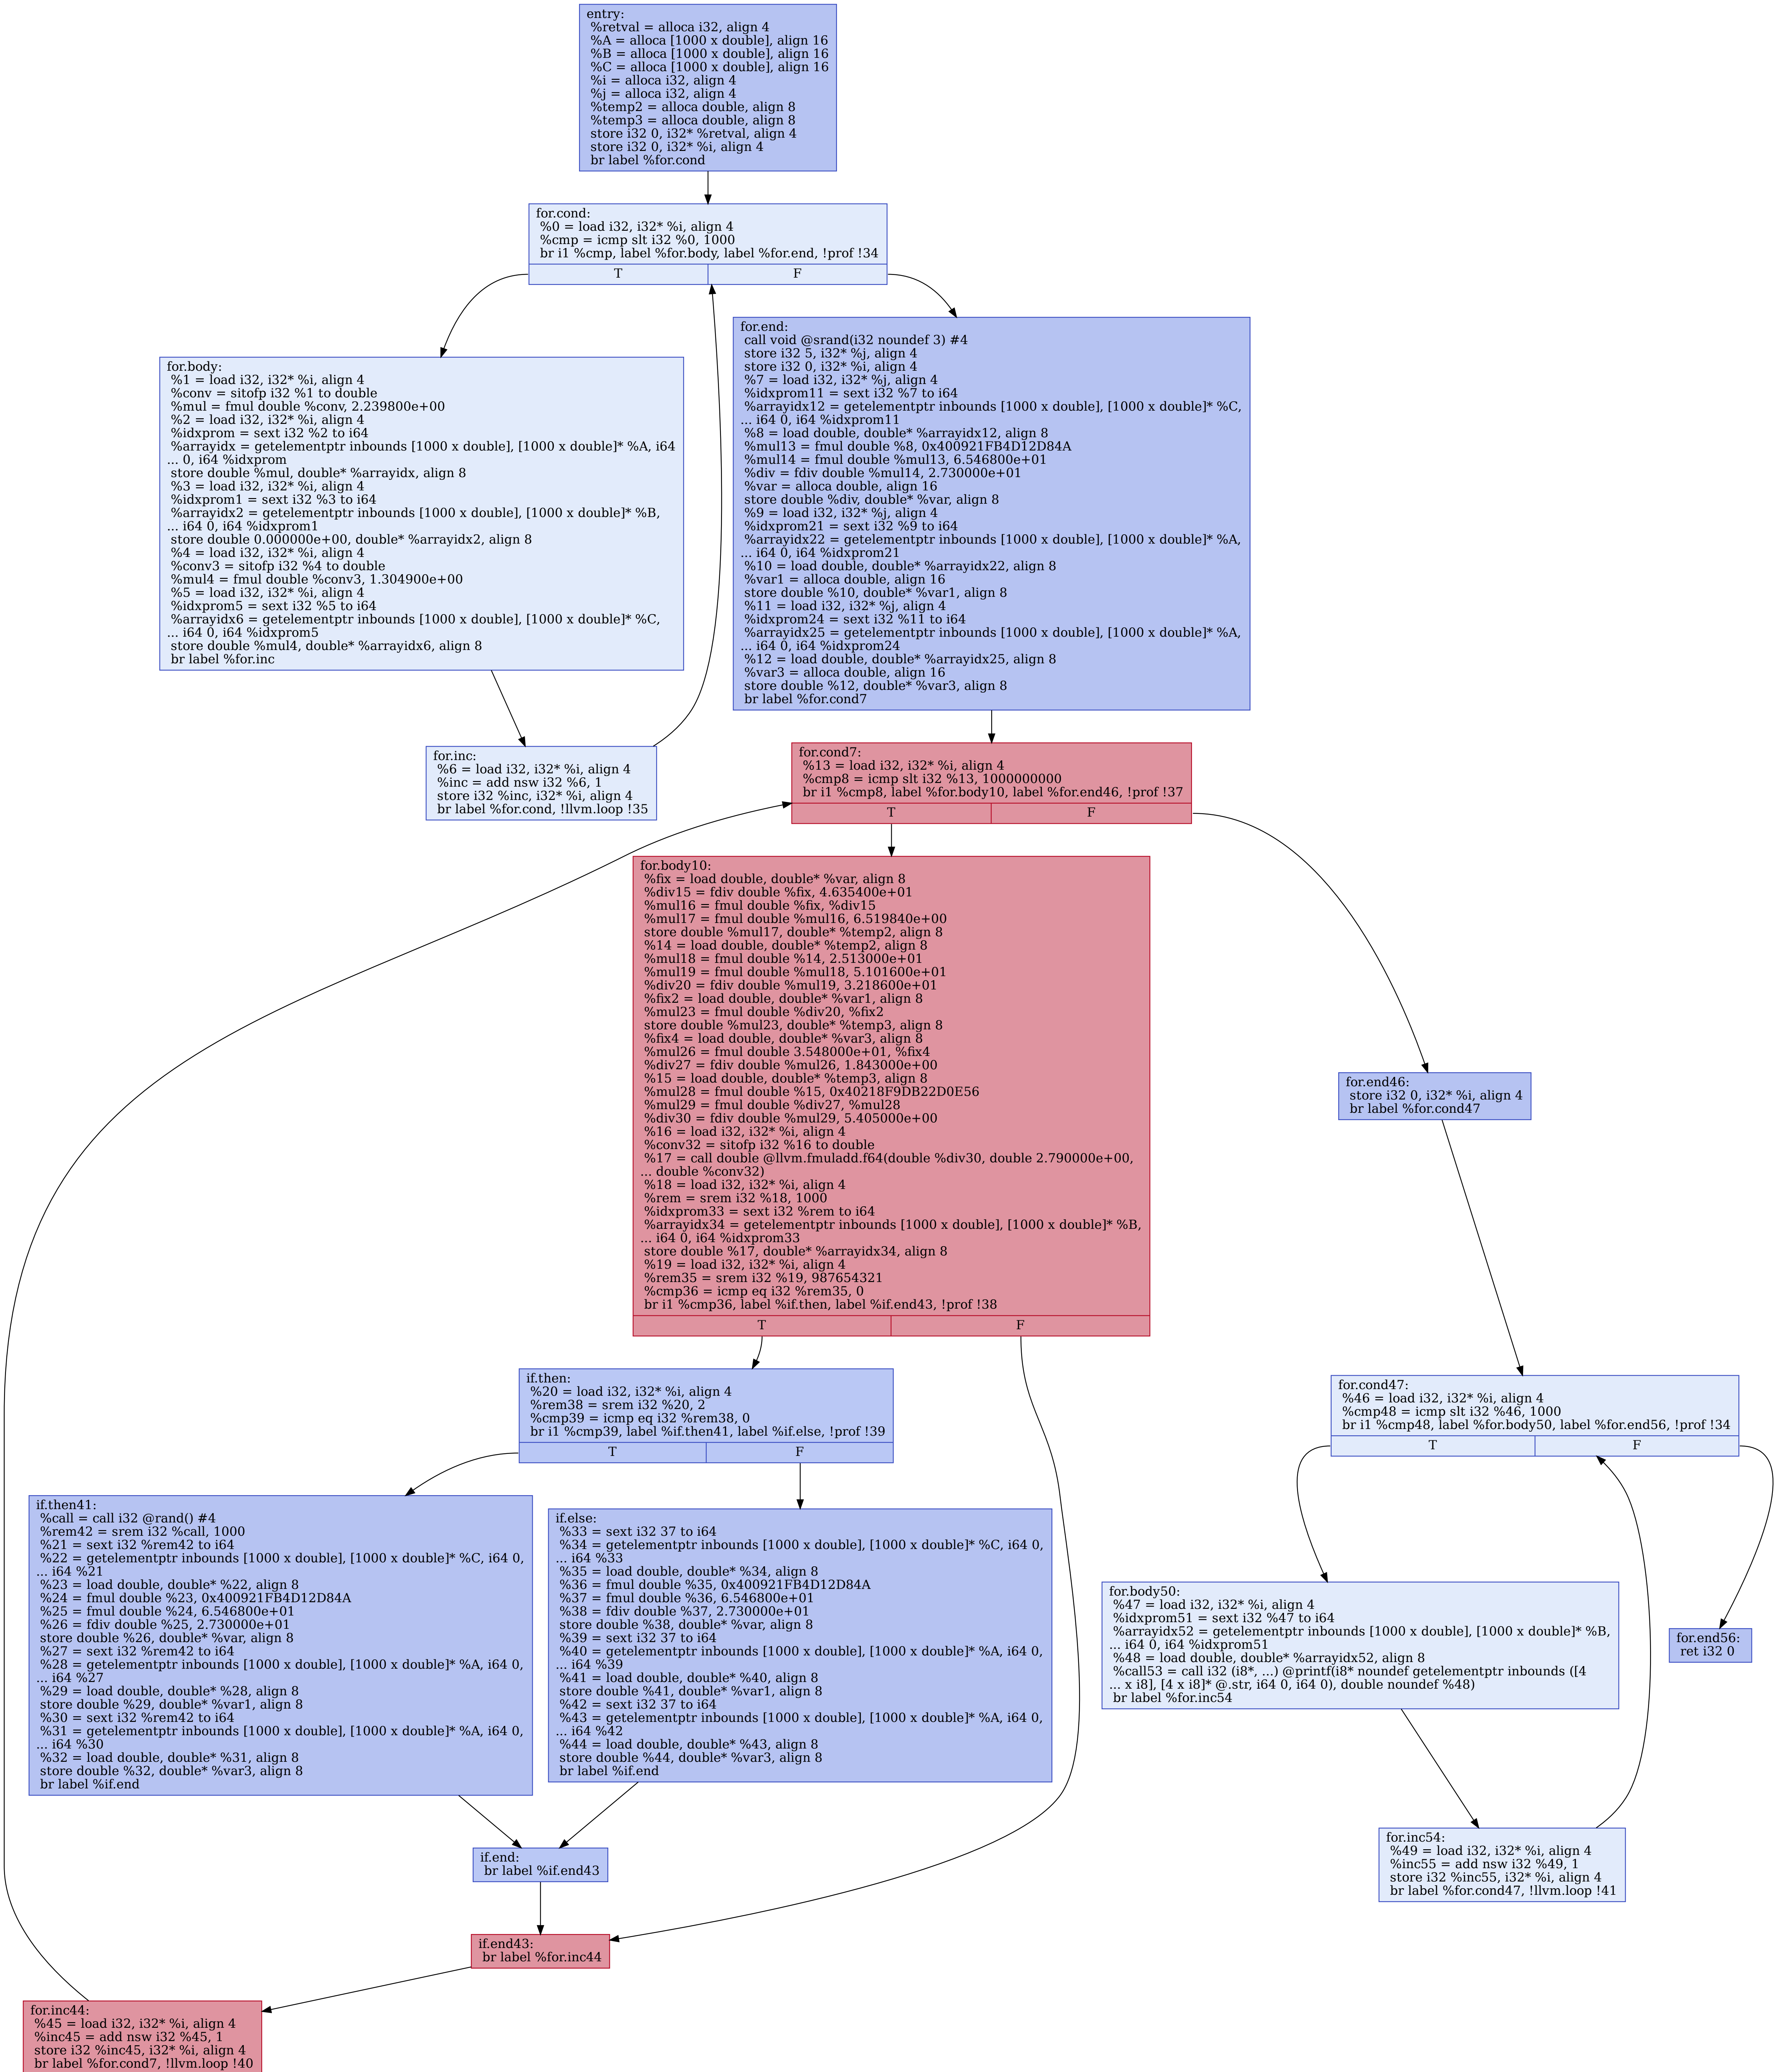 entry:
%retval = alloca i32, align 4
%A = alloca [1000 x double], align 16
%B = alloca [1000 x double], align 16
%C = alloca [1000 x double], align 16
%i = alloca i32, align 4
%j = alloca i32, align 4
%temp2 = alloca double, align 8
%temp3 = alloca double, align 8
store i32 0, i32* %retval, align 4
store i32 0, i32* %i, align 4
br label %for.cond
for.cond:
%0 = load i32, i32* %i, align 4
%cmp = icmp slt i32 %0, 1000
br i1 %cmp, label %for.body, label %for.end, !prof !34
T F
for.body:
%1 = load i32, i32* %i, align 4
%conv = sitofp i32 %1 to double
%mul = fmul double %conv, 2.239800e+00
%2 = load i32, i32* %i, align 4
%idxprom = sext i32 %2 to i64
%arrayidx = getelementptr inbounds [1000 x double], [1000 x double]* %A, i64
... 0, i64 %idxprom
store double %mul, double* %arrayidx, align 8
%3 = load i32, i32* %i, align 4
%idxprom1 = sext i32 %3 to i64
%arrayidx2 = getelementptr inbounds [1000 x double], [1000 x double]* %B,
... i64 0, i64 %idxprom1
store double 0.000000e+00, double* %arrayidx2, align 8
%4 = load i32, i32* %i, align 4
%conv3 = sitofp i32 %4 to double
%mul4 = fmul double %conv3, 1.304900e+00
%5 = load i32, i32* %i, align 4
%idxprom5 = sext i32 %5 to i64
%arrayidx6 = getelementptr inbounds [1000 x double], [1000 x double]* %C,
... i64 0, i64 %idxprom5
store double %mul4, double* %arrayidx6, align 8
br label %for.inc
for.end:
call void @srand(i32 noundef 3) #4
store i32 5, i32* %j, align 4
store i32 0, i32* %i, align 4
%7 = load i32, i32* %j, align 4
%idxprom11 = sext i32 %7 to i64
%arrayidx12 = getelementptr inbounds [1000 x double], [1000 x double]* %C,
... i64 0, i64 %idxprom11
%8 = load double, double* %arrayidx12, align 8
%mul13 = fmul double %8, 0x400921FB4D12D84A
%mul14 = fmul double %mul13, 6.546800e+01
%div = fdiv double %mul14, 2.730000e+01
%var = alloca double, align 16
store double %div, double* %var, align 8
%9 = load i32, i32* %j, align 4
%idxprom21 = sext i32 %9 to i64
%arrayidx22 = getelementptr inbounds [1000 x double], [1000 x double]* %A,
... i64 0, i64 %idxprom21
%10 = load double, double* %arrayidx22, align 8
%var1 = alloca double, align 16
store double %10, double* %var1, align 8
%11 = load i32, i32* %j, align 4
%idxprom24 = sext i32 %11 to i64
%arrayidx25 = getelementptr inbounds [1000 x double], [1000 x double]* %A,
... i64 0, i64 %idxprom24
%12 = load double, double* %arrayidx25, align 8
%var3 = alloca double, align 16
store double %12, double* %var3, align 8
br label %for.cond7
for.inc:
%6 = load i32, i32* %i, align 4
%inc = add nsw i32 %6, 1
store i32 %inc, i32* %i, align 4
br label %for.cond, !llvm.loop !35
for.cond7:
%13 = load i32, i32* %i, align 4
%cmp8 = icmp slt i32 %13, 1000000000
br i1 %cmp8, label %for.body10, label %for.end46, !prof !37
T F
for.body10:
%fix = load double, double* %var, align 8
%div15 = fdiv double %fix, 4.635400e+01
%mul16 = fmul double %fix, %div15
%mul17 = fmul double %mul16, 6.519840e+00
store double %mul17, double* %temp2, align 8
%14 = load double, double* %temp2, align 8
%mul18 = fmul double %14, 2.513000e+01
%mul19 = fmul double %mul18, 5.101600e+01
%div20 = fdiv double %mul19, 3.218600e+01
%fix2 = load double, double* %var1, align 8
%mul23 = fmul double %div20, %fix2
store double %mul23, double* %temp3, align 8
%fix4 = load double, double* %var3, align 8
%mul26 = fmul double 3.548000e+01, %fix4
%div27 = fdiv double %mul26, 1.843000e+00
%15 = load double, double* %temp3, align 8
%mul28 = fmul double %15, 0x40218F9DB22D0E56
%mul29 = fmul double %div27, %mul28
%div30 = fdiv double %mul29, 5.405000e+00
%16 = load i32, i32* %i, align 4
%conv32 = sitofp i32 %16 to double
%17 = call double @llvm.fmuladd.f64(double %div30, double 2.790000e+00,
... double %conv32)
%18 = load i32, i32* %i, align 4
%rem = srem i32 %18, 1000
%idxprom33 = sext i32 %rem to i64
%arrayidx34 = getelementptr inbounds [1000 x double], [1000 x double]* %B,
... i64 0, i64 %idxprom33
store double %17, double* %arrayidx34, align 8
%19 = load i32, i32* %i, align 4
%rem35 = srem i32 %19, 987654321
%cmp36 = icmp eq i32 %rem35, 0
br i1 %cmp36, label %if.then, label %if.end43, !prof !38
T F
for.end46:
store i32 0, i32* %i, align 4
br label %for.cond47
if.then:
%20 = load i32, i32* %i, align 4
%rem38 = srem i32 %20, 2
%cmp39 = icmp eq i32 %rem38, 0
br i1 %cmp39, label %if.then41, label %if.else, !prof !39
T F
for.cond47:
%46 = load i32, i32* %i, align 4
%cmp48 = icmp slt i32 %46, 1000
br i1 %cmp48, label %for.body50, label %for.end56, !prof !34
T F
if.then41:
%call = call i32 @rand() #4
%rem42 = srem i32 %call, 1000
%21 = sext i32 %rem42 to i64
%22 = getelementptr inbounds [1000 x double], [1000 x double]* %C, i64 0,
... i64 %21
%23 = load double, double* %22, align 8
%24 = fmul double %23, 0x400921FB4D12D84A
%25 = fmul double %24, 6.546800e+01
%26 = fdiv double %25, 2.730000e+01
store double %26, double* %var, align 8
%27 = sext i32 %rem42 to i64
%28 = getelementptr inbounds [1000 x double], [1000 x double]* %A, i64 0,
... i64 %27
%29 = load double, double* %28, align 8
store double %29, double* %var1, align 8
%30 = sext i32 %rem42 to i64
%31 = getelementptr inbounds [1000 x double], [1000 x double]* %A, i64 0,
... i64 %30
%32 = load double, double* %31, align 8
store double %32, double* %var3, align 8
br label %if.end
if.else:
%33 = sext i32 37 to i64
%34 = getelementptr inbounds [1000 x double], [1000 x double]* %C, i64 0,
... i64 %33
%35 = load double, double* %34, align 8
%36 = fmul double %35, 0x400921FB4D12D84A
%37 = fmul double %36, 6.546800e+01
%38 = fdiv double %37, 2.730000e+01
store double %38, double* %var, align 8
%39 = sext i32 37 to i64
%40 = getelementptr inbounds [1000 x double], [1000 x double]* %A, i64 0,
... i64 %39
%41 = load double, double* %40, align 8
store double %41, double* %var1, align 8
%42 = sext i32 37 to i64
%43 = getelementptr inbounds [1000 x double], [1000 x double]* %A, i64 0,
... i64 %42
%44 = load double, double* %43, align 8
store double %44, double* %var3, align 8
br label %if.end
for.body50:
%47 = load i32, i32* %i, align 4
%idxprom51 = sext i32 %47 to i64
%arrayidx52 = getelementptr inbounds [1000 x double], [1000 x double]* %B,
... i64 0, i64 %idxprom51
%48 = load double, double* %arrayidx52, align 8
%call53 = call i32 (i8*, ...) @printf(i8* noundef getelementptr inbounds ([4
... x i8], [4 x i8]* @.str, i64 0, i64 0), double noundef %48)
br label %for.inc54
for.end56:
ret i32 0
if.end:
br label %if.end43
for.inc54:
%49 = load i32, i32* %i, align 4
%inc55 = add nsw i32 %49, 1
store i32 %inc55, i32* %i, align 4
br label %for.cond47, !llvm.loop !41
if.end43:
br label %for.inc44
for.inc44:
%45 = load i32, i32* %i, align 4
%inc45 = add nsw i32 %45, 1
store i32 %inc45, i32* %i, align 4
br label %for.cond7, !llvm.loop !40